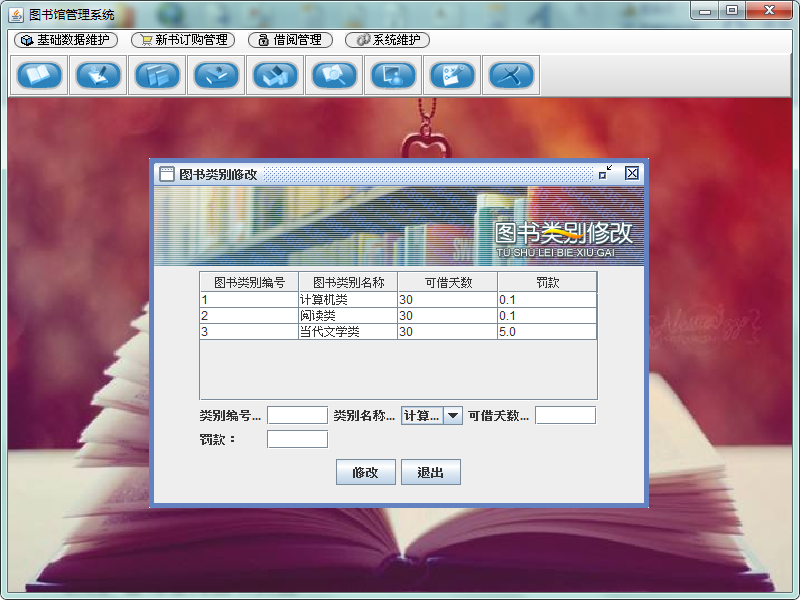 图书馆管理系统
基础数据维护 新书订购管理 借阅管理 系统维护
图书类别修改
图书类别修改
TU SHU LEI BIE XIU GAI
图书类别编号 图书类别名称 可借天数 罚款
1 计算机类 30 0.1
2 阅读类 30 0.1
3 当代文学类 30 5.0
类别编号... 类别名称... 计算... 可借天数...
罚款：
修改 退出